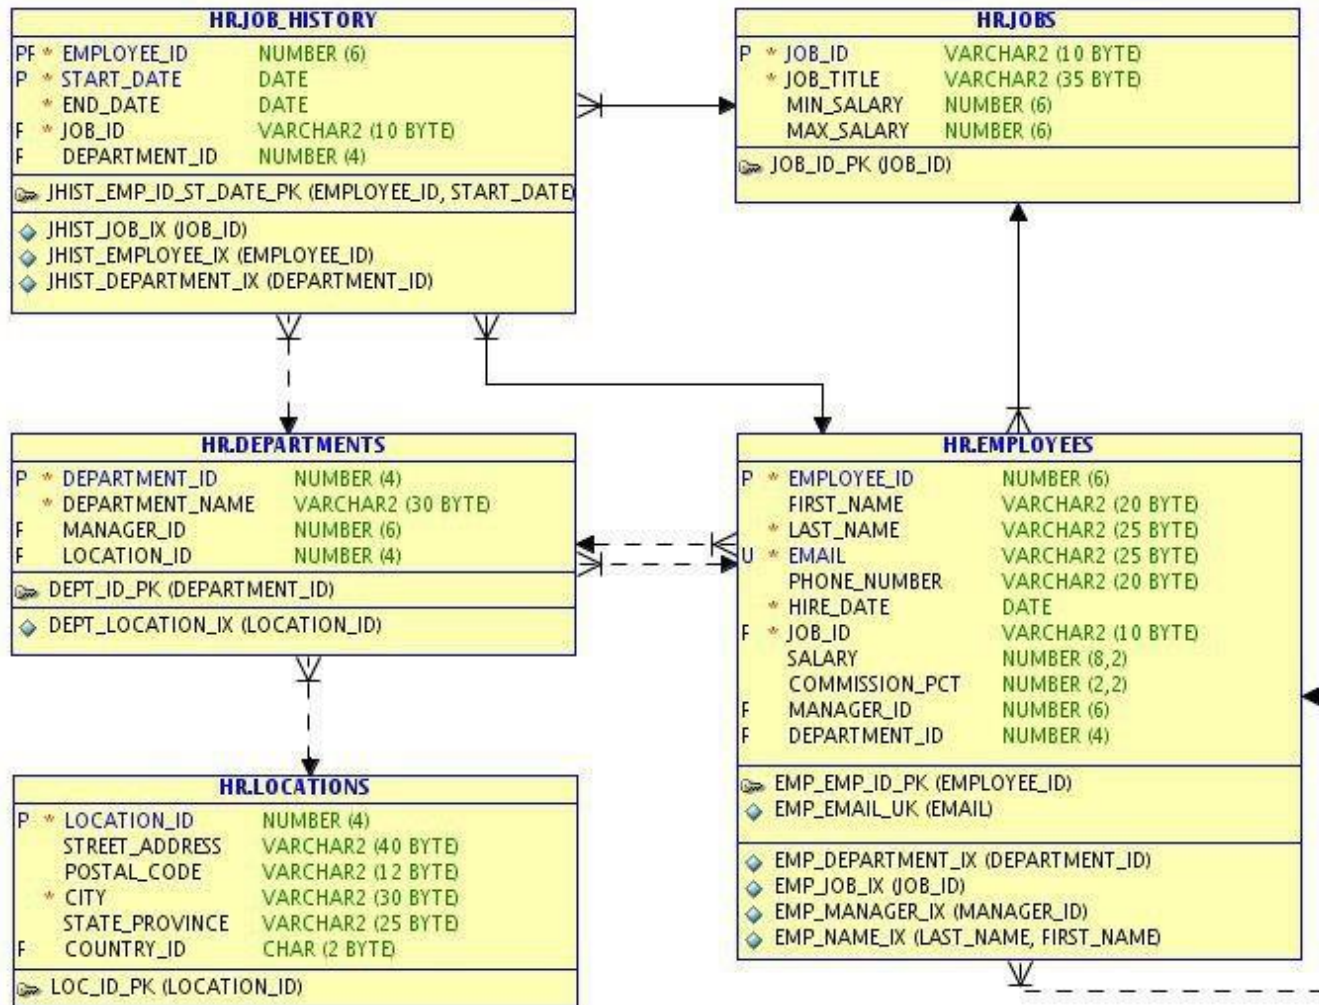 HR.JOB_HISTORY
PF * EMPLOYEE_ID NUMBER (6)
P * START_DATE DATE
* END_DATE DATE
F * JOB_ID VARCHAR2 (10 BYTE)
F DEPARTMENT_ID NUMBER (4)
JHIST_EMP_ID_ST_DATE_PK (EMPLOYEE_ID, START_DATE)
JHIST_JOB_IX (JOB_ID)
JHIST_EMPLOYEE_IX (EMPLOYEE_ID)
JHIST_DEPARTMENT_IX (DEPARTMENT_ID)
HR.JOBS
P * JOB_ID VARCHAR2 (10 BYTE)
* JOB_TITLE VARCHAR2 (35 BYTE)
MIN_SALARY NUMBER (6)
MAX_SALARY NUMBER (6)
JOB_ID_PK (JOB_ID)
HR.DEPARTMENTS
P * DEPARTMENT_ID NUMBER (4)
* DEPARTMENT_NAME VARCHAR2 (30 BYTE)
F MANAGER_ID NUMBER (6)
F LOCATION_ID NUMBER (4)
DEPT_ID_PK (DEPARTMENT_ID)
DEPT_LOCATION_IX (LOCATION_ID)
HR.EMPLOYEES
P * EMPLOYEE_ID NUMBER (6)
FIRST_NAME VARCHAR2 (20 BYTE)
* LAST_NAME VARCHAR2 (25 BYTE)
U * EMAIL VARCHAR2 (25 BYTE)
PHONE_NUMBER VARCHAR2 (20 BYTE)
* HIRE_DATE DATE
F * JOB_ID VARCHAR2 (10 BYTE)
SALARY NUMBER (8,2)
COMMISSION_PCT NUMBER (2,2)
F MANAGER_ID NUMBER (6)
F DEPARTMENT_ID NUMBER (4)
EMP_EMP_ID_PK (EMPLOYEE_ID)
EMP_EMAIL_UK (EMAIL)
EMP_DEPARTMENT_IX (DEPARTMENT_ID)
EMP_JOB_IX (JOB_ID)
EMP_MANAGER_IX (MANAGER_ID)
EMP_NAME_IX (LAST_NAME, FIRST_NAME)
HR.LOCATIONS
P * LOCATION_ID NUMBER (4)
STREET_ADDRESS VARCHAR2 (40 BYTE)
POSTAL_CODE VARCHAR2 (12 BYTE)
* CITY VARCHAR2 (30 BYTE)
STATE_PROVINCE VARCHAR2 (25 BYTE)
F COUNTRY_ID CHAR (2 BYTE)
LOC_ID_PK (LOCATION_ID)